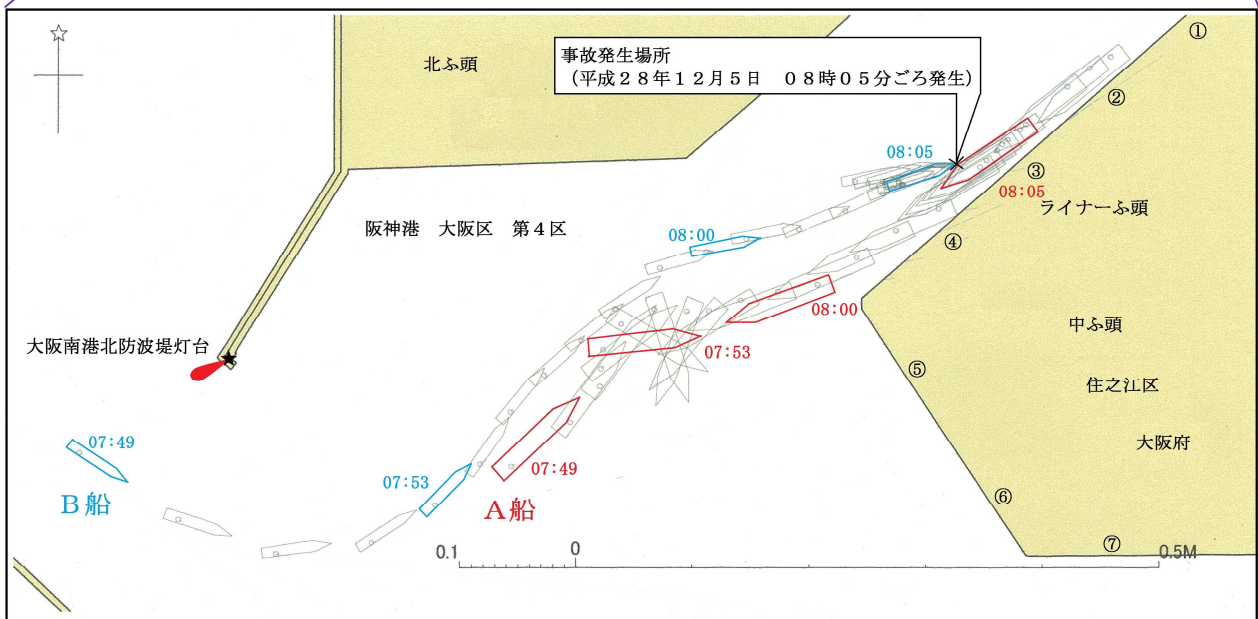 ①
北ふ頭
事故発生場所
（平成２８年１２月５日　０８時０５分ごろ発生）
②
08:05
③
08:05
ライナーふ頭
阪神港　大阪区　第４区
08:00
④
08:00
中ふ頭
大阪南港北防波堤灯台
07:53
⑤
住之江区
大阪府
07:49
07:53
07:49
B船
A船
⑥
⑦
0.1
0
0.5M